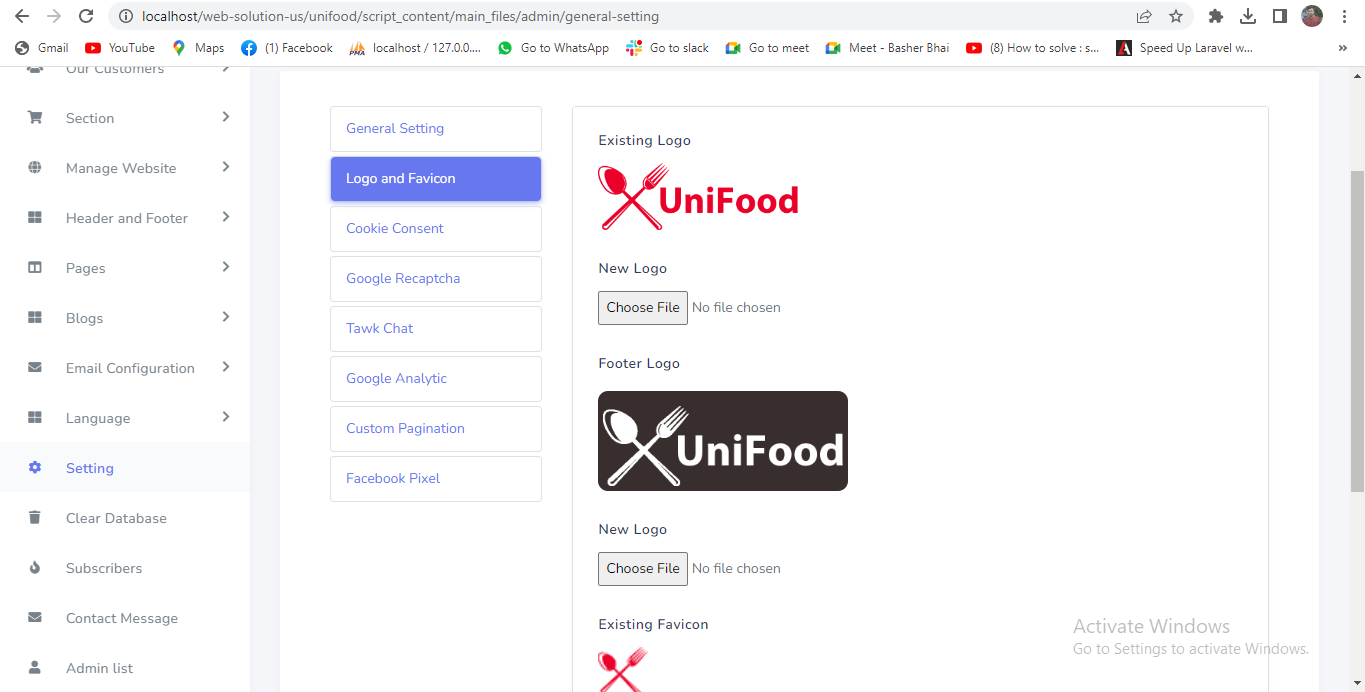 localhost/web-solution-us/unifood/script_content/main_files/admin/general-setting
Gmail YouTube Maps (1) Facebook localhost / 127.0.0.... Go to WhatsApp Go to slack Go to meet Meet - Basher Bhai (8) How to solve : s... Speed Up Laravel w... »
Our Customers
Section
Manage Website
Header and Footer
Pages
Blogs
Email Configuration
Language
Setting
Clear Database
Subscribers
Contact Message
Admin list
General Setting
Logo and Favicon
Cookie Consent
Google Recaptcha
Tawk Chat
Google Analytic
Custom Pagination
Facebook Pixel
Existing Logo
UniFood
New Logo
Choose File No file chosen
Footer Logo
UniFood
New Logo
Choose File No file chosen
Existing Favicon
Activate Windows
Go to Settings to activate Windows.